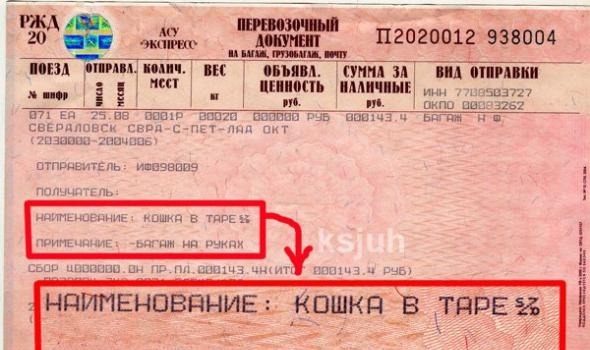 РЖД
20
АСУ
"ЭКСПРЕСС"
ПЕРЕВОЗОЧНЫЙ
ДОКУМЕНТ
НА БАГАЖ, ГРУЗОБАГАЖ, ПОЧТУ
П2020012 938004
ПОЕЗД ОТПРАВЛ. КОЛИЧ. ВЕС ОБЪЯВЛ. СУММА ЗА ВИД ОТПРАВКИ
№ шифр ЧИСЛО МЕСЯЦ МЕСТ кг ЦЕННОСТЬ НАЛИЧНЫЕ
руб. руб.
ИНН 7708503727
ОКПО 00083262
071 ЕА 25.08 0001Р 00020 000000 РУБ 000143.4 БАГАЖ Н Ф
СВЕРАЛОВСК СВРД-С-ПЕТ-ЛАД ОКТ
(2030000-2004006)
ОТПРАВИТЕЛЬ: ИФ098009
ПОЛУЧАТЕЛЬ:
НАИМЕНОВАНИЕ: КОШКА В ТАРЕ
ПРИМЕЧАНИЕ: -БАГАЖ НА РУКАХ
ksjuh
СБОР 4000000.0Н ПР.ПЛ.000143.4Н(ИТОГ 000143.4 РУБ)
НАИМЕНОВАНИЕ: КОШКА В ТАРЕ